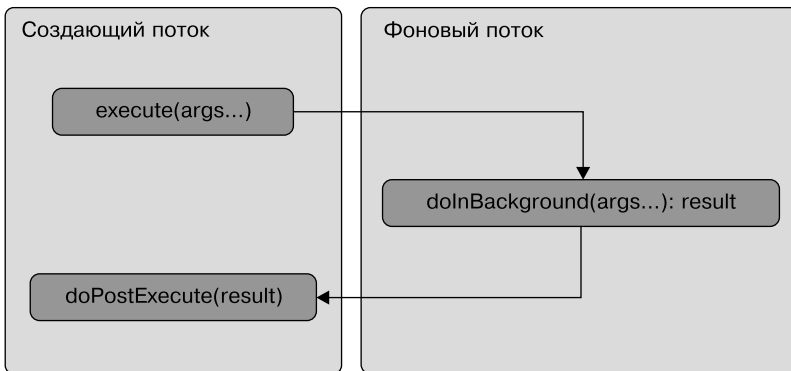 Создающий поток
Фоновый поток
execute(args...)
doInBackground(args...): result
doPostExecute(result)